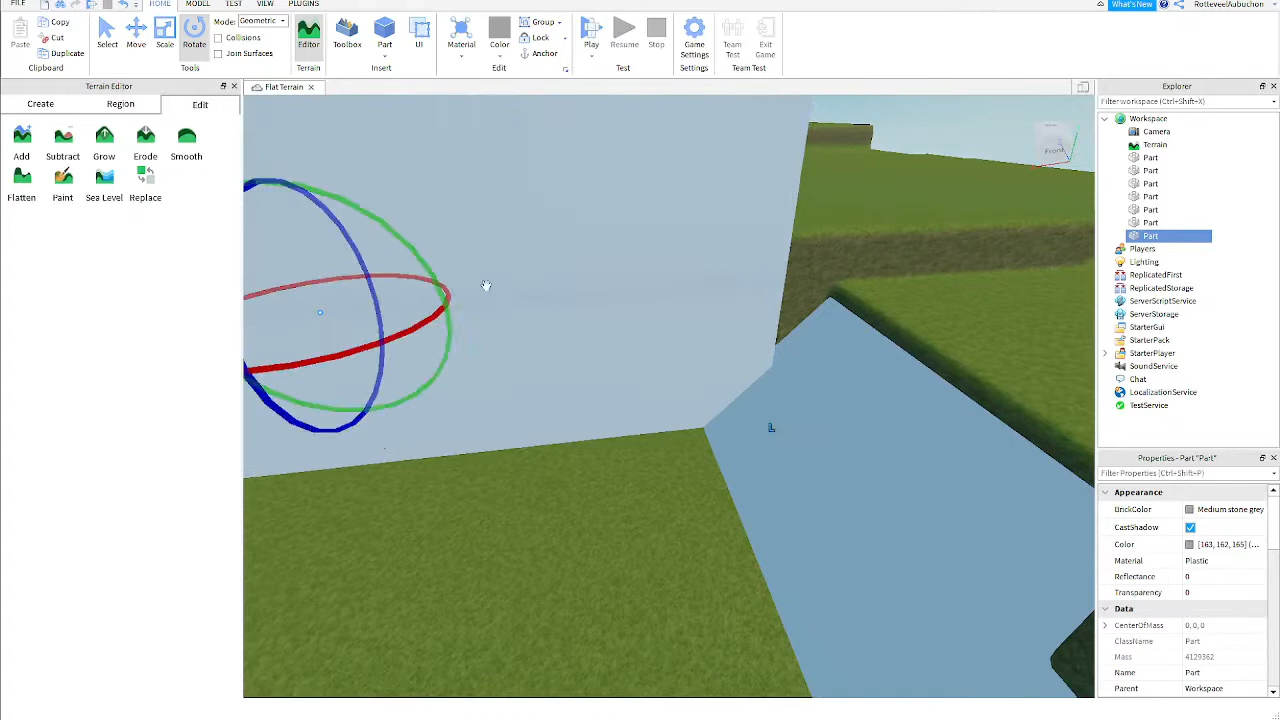 FILE HOME MODEL TEST VIEW PLUGINS What's New RottevelAubuchon
Paste Copy Cut Duplicate Clipboard
Select Move Scale Rotate Mode: Geometric Collisions Join Surfaces Tools
Editor Terrain
Toolbox Part UI Insert
Material Color Group Lock Anchor Edit
Play Resume Stop Test
Game Settings Settings
Team Test Exit Game Team Test
Terrain Editor
Create Region Edit
Add Subtract Grow Erode Smooth
Flatten Paint Sea Level Replace
Flat Terrain
Front
L
Explorer
Filter workspace (Ctrl+Shift+X)
Workspace
Camera
Terrain
Part
Part
Part
Part
Part
Part
Part
Players
Lighting
ReplicatedFirst
ReplicatedStorage
ServerScriptService
ServerStorage
StarterGui
StarterPack
StarterPlayer
SoundService
Chat
LocalizationService
TestService
Properties - Part "Part"
Filter Properties (Ctrl+Shift+P)
Appearance
BrickColor Medium stone grey
CastShadow
Color [163, 162, 165] (...
Material Plastic
Reflectance 0
Transparency 0
Data
CenterOfMass 0, 0, 0
ClassName Part
Mass 4129362
Name Part
Parent Workspace